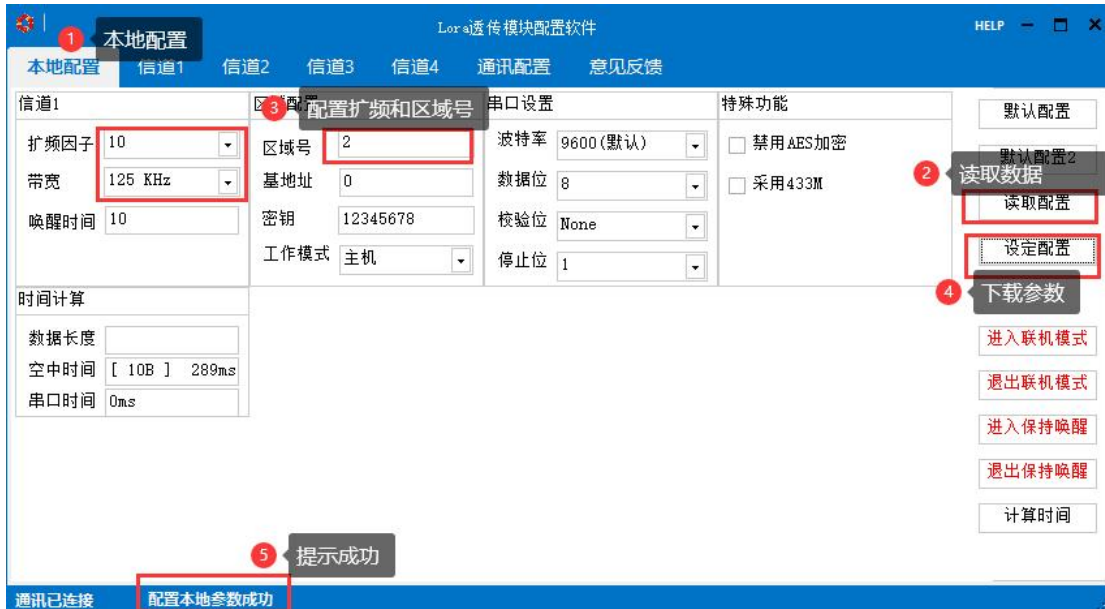 Lora透传模块配置软件
HELP
1 本地配置
本地配置 信道1 信道2 信道3 信道4 通讯配置 意见反馈
信道1
扩频因子 10
带宽 125 KHz
唤醒时间 10
3 配置扩频和区域号
区域号 2
基地址 0
密钥 12345678
工作模式 主机
串口设置
波特率 9600(默认)
数据位 8
校验位 None
停止位 1
特殊功能
禁用AES加密
采用433M
默认配置
默认配置2
2 读取数据
读取配置
设定配置
4 下载参数
进入联机模式
退出联机模式
进入保持唤醒
退出保持唤醒
计算时间
时间计算
数据长度
空中时间 [ 10B ] 289ms
串口时间 0ms
5 提示成功
通讯已连接 配置本地参数成功